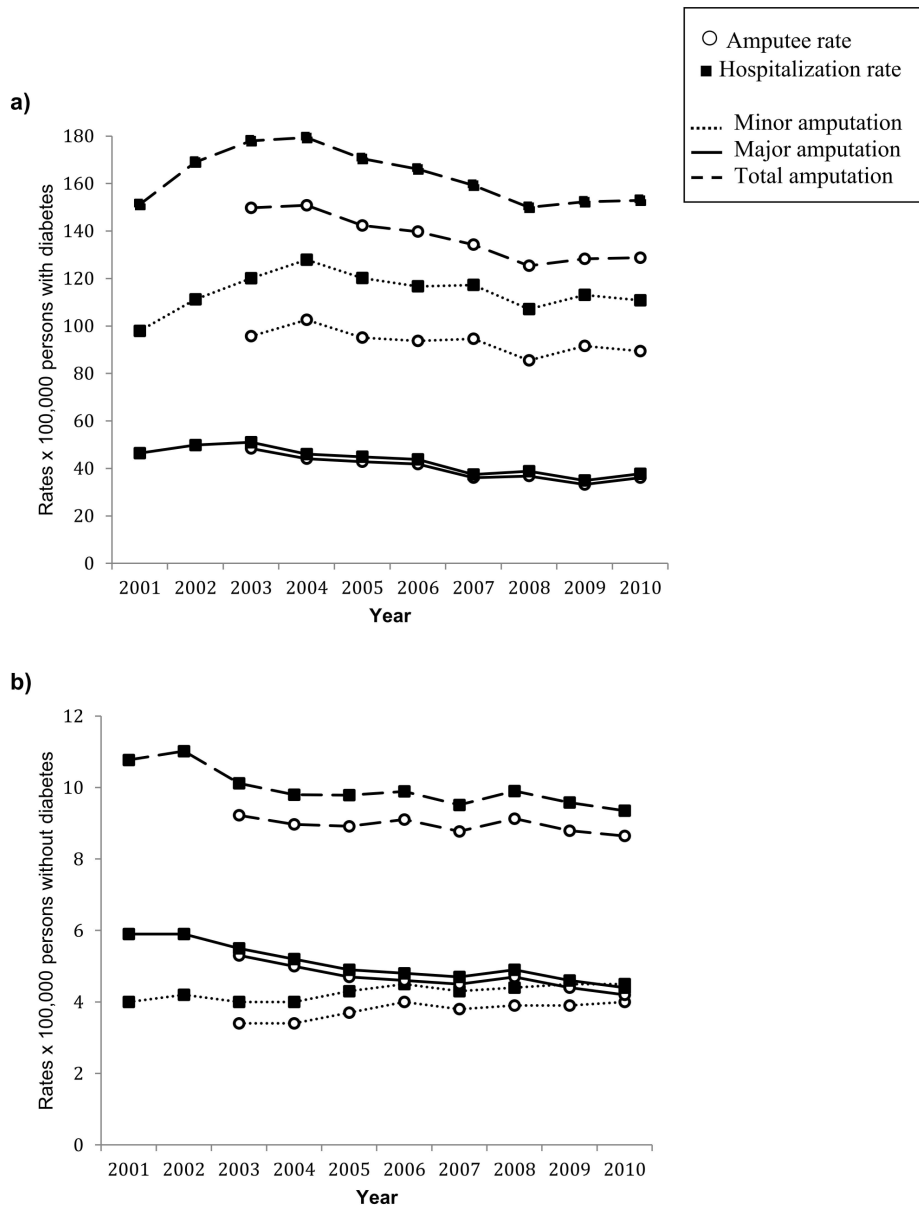 Amputee rate
Hospitalization rate
Minor amputation
Major amputation
Total amputation
a)
Rates x 100,000 persons with diabetes
180
160
140
120
100
80
60
40
20
0
2001 2002 2003 2004 2005 2006 2007 2008 2009 2010
Year
b)
Rates x 100,000 persons without diabetes
12
10
8
6
4
2
0
2001 2002 2003 2004 2005 2006 2007 2008 2009 2010
Year